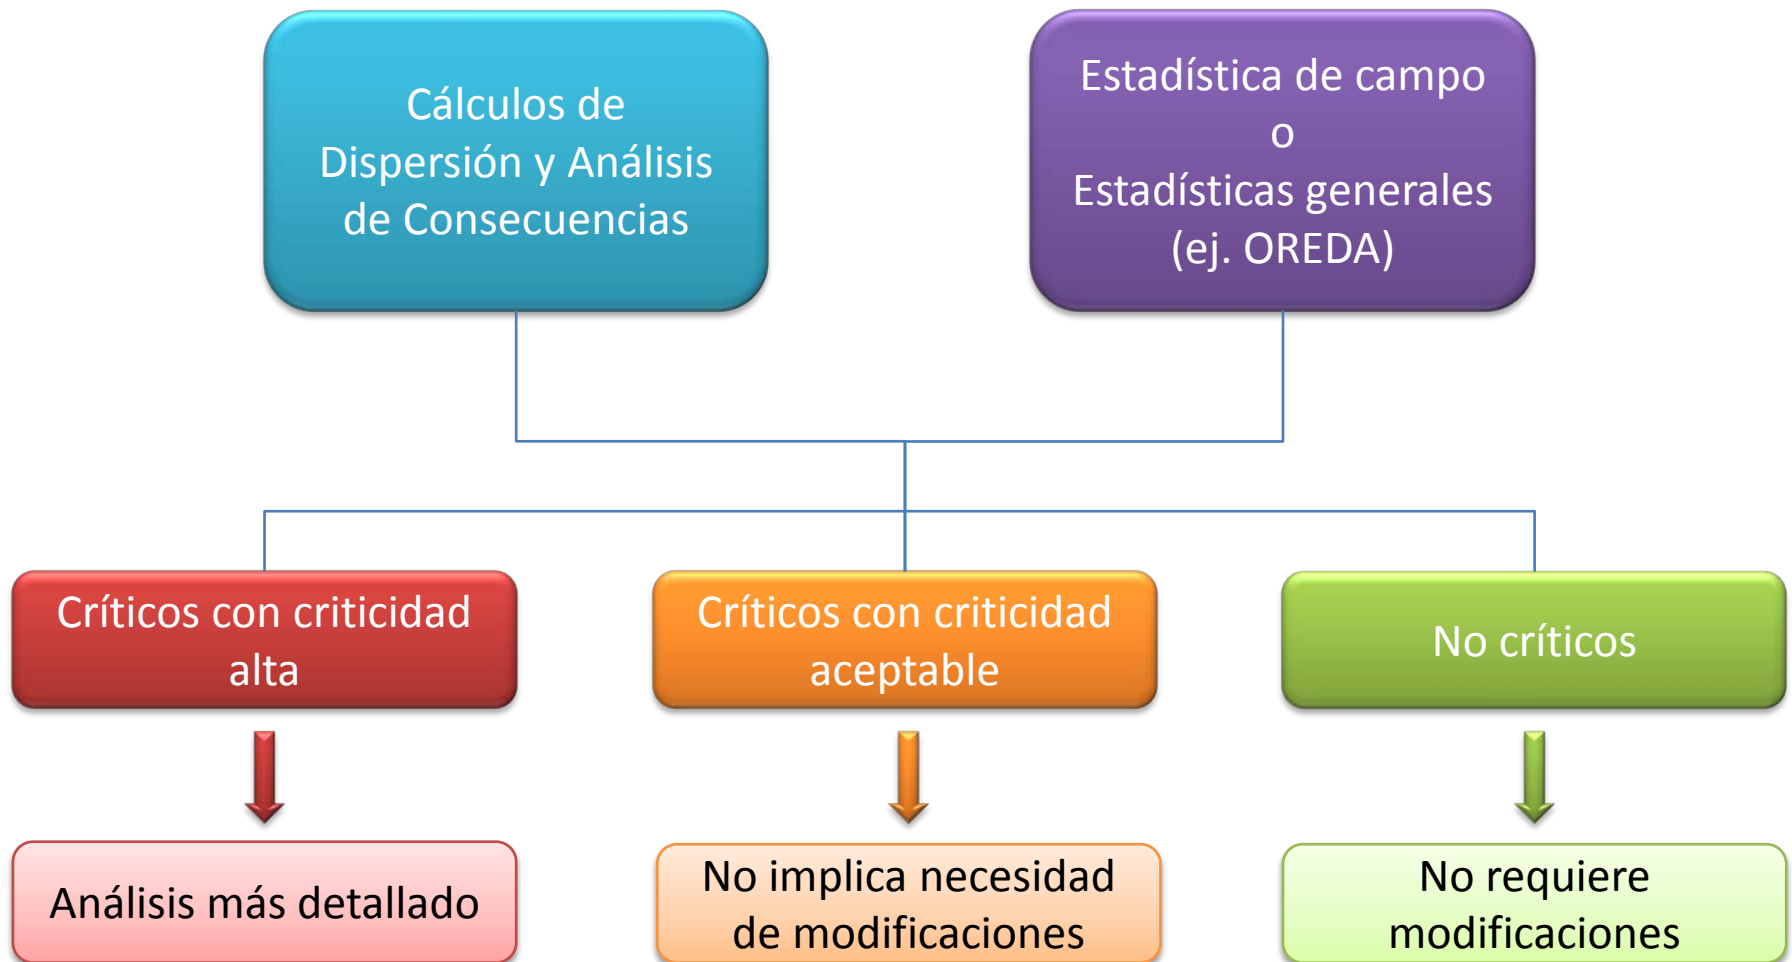 Cálculos de
Dispersión y Análisis
de Consecuencias
Estadística de campo
o
Estadísticas generales
(ej. OREDA)
Críticos con criticidad
alta
Críticos con criticidad
aceptable
No críticos
Análisis más detallado
No implica necesidad
de modificaciones
No requiere
modificaciones